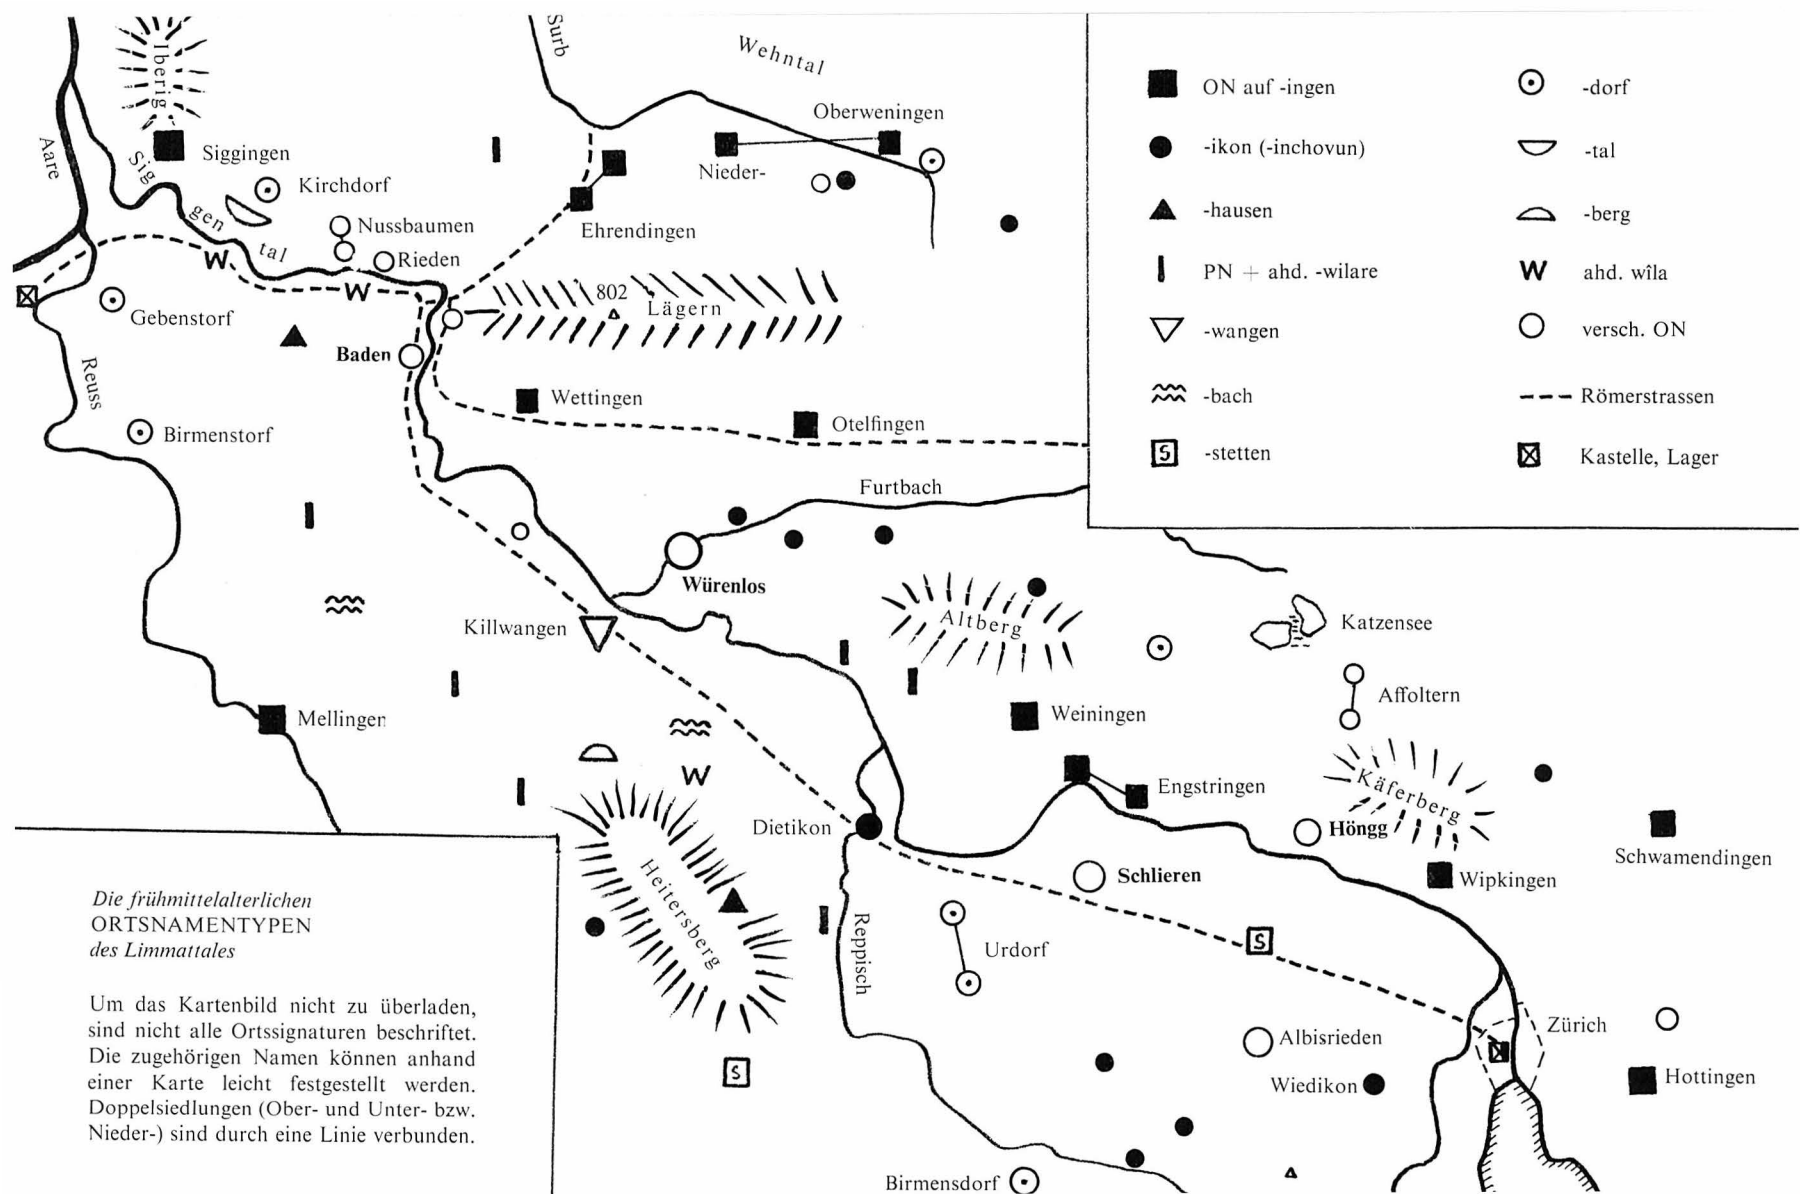 Iberig
Surb
Wehntal
Aare
Siggingen
Sig
gen
tal
Kirchdorf
Nussbaumen
Rieden
W
W
Oberweningen
Nieder-
Ehrendingen
802
Lägern
Gebenstorf
Baden
Reuss
Wettingen
Otelfingen
Birmenstorf
Furtbach
Würenlos
Killwangen
Altberg
Katzensee
Affoltern
Mellingen
Weiningen
W
Käferberg
Engstringen
Dietikon
Höngg
Schwamendingen
Heitersberg
Schlieren
Wipkingen
Reppisch
Urdorf
S
Zürich
Albisrieden
Wiedikon
Hottingen
S
Birmensdorf
ON auf -ingen
-ikon (-inchovun)
-hausen
PN + ahd. -wilare
-wangen
-bach
S -stetten
-dorf
-tal
-berg
W ahd. wîla
versch. ON
Römerstrassen
Kastelle, Lager
Die frühmittelalterlichen
ORTSNAMENTYPEN
des Limmattales
Um das Kartenbild nicht zu überladen,
sind nicht alle Ortssignaturen beschriftet.
Die zugehörigen Namen können anhand
einer Karte leicht festgestellt werden.
Doppelsiedlungen (Ober- und Unter- bzw.
Nieder-) sind durch eine Linie verbunden.